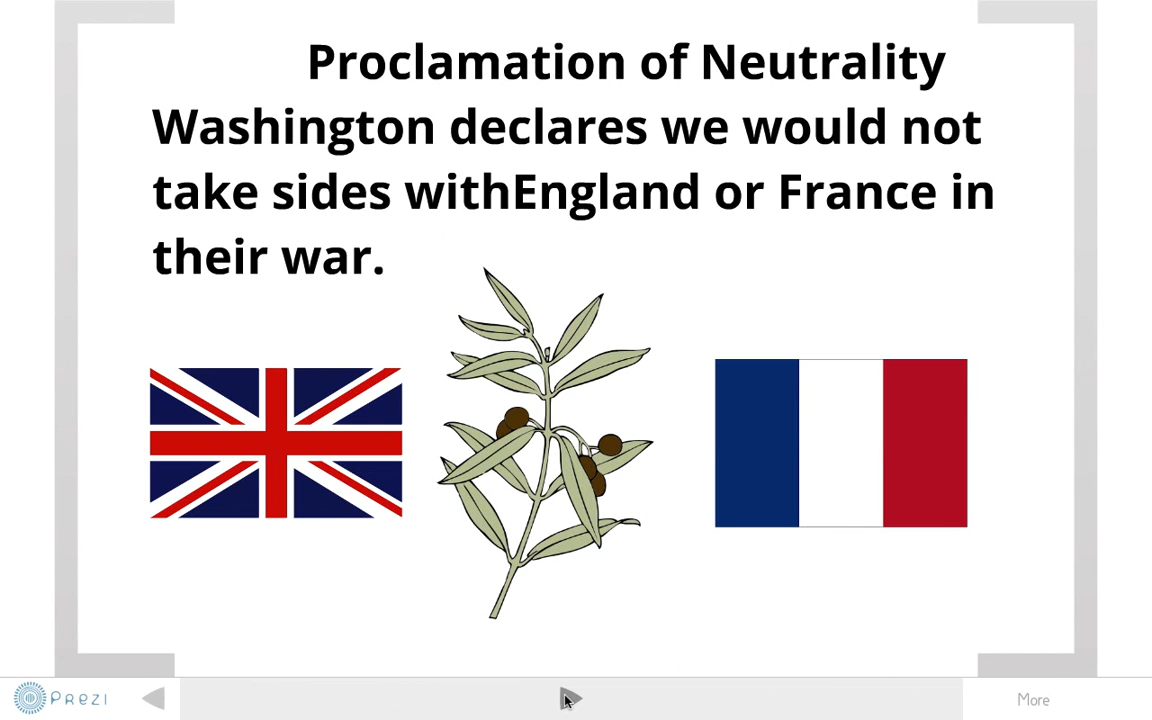 Proclamation of Neutrality
Washington declares we would not
take sides withEngland or France in
their war.
PREZI
More